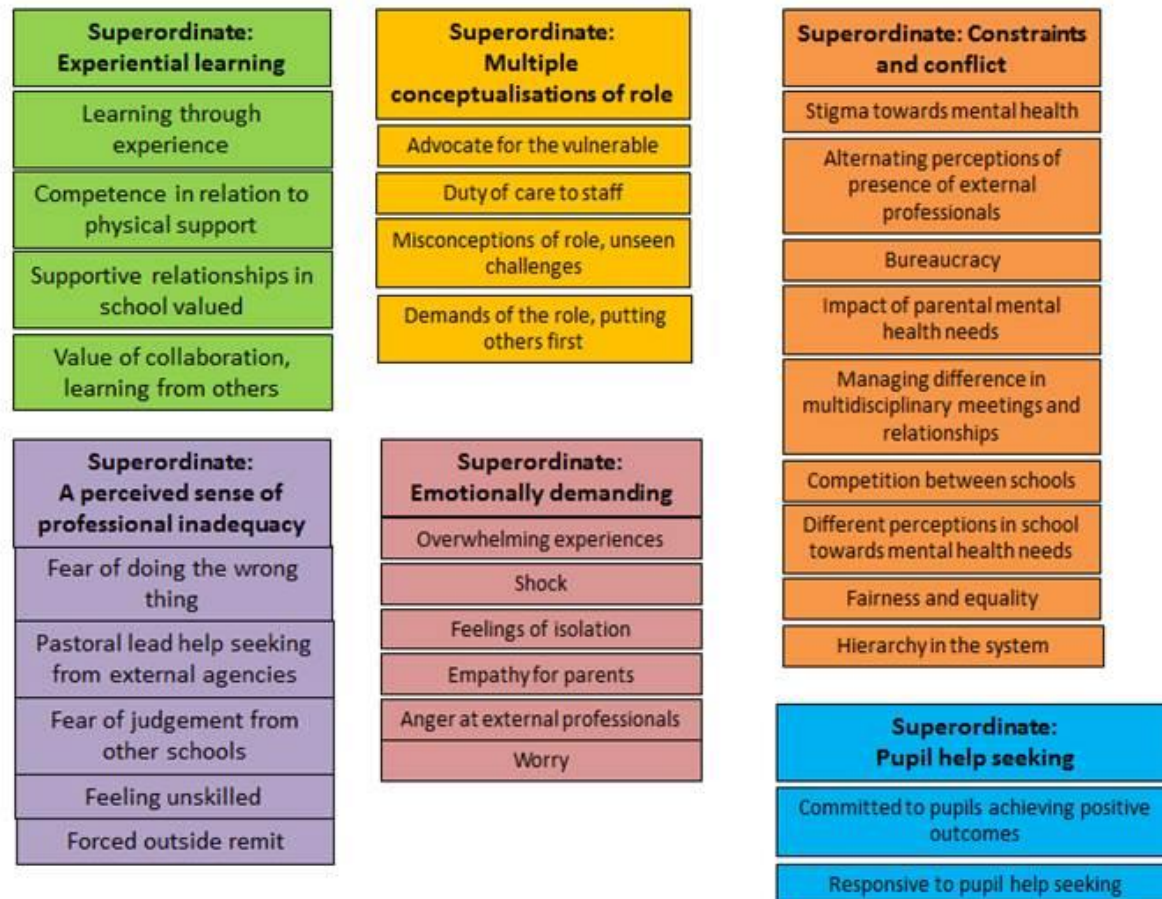 Superordinate:
Experiential learning
Learning through
experience
Competence in relation to
physical support
Supportive relationships in
school valued
Value of collaboration,
learning from others
Superordinate:
Multiple
conceptualisations of role
Advocate for the vulnerable
Duty of care to staff
Misconceptions of role, unseen
challenges
Demands of the role, putting
others first
Superordinate: Constraints
and conflict
Stigma towards mental health
Alternating perceptions of
presence of external
professionals
Bureaucracy
Impact of parental mental
health needs
Managing difference in
multidisciplinary meetings and
relationships
Competition between schools
Different perceptions in school
towards mental health needs
Fairness and equality
Hierarchy in the system
Superordinate:
A perceived sense of
professional inadequacy
Fear of doing the wrong
thing
Pastoral lead help seeking
from external agencies
Fear of judgement from
other schools
Feeling unskilled
Forced outside remit
Superordinate:
Emotionally demanding
Overwhelming experiences
Shock
Feelings of isolation
Empathy for parents
Anger at external professionals
Worry
Superordinate:
Pupil help seeking
Committed to pupils achieving positive
outcomes
Responsive to pupil help seeking